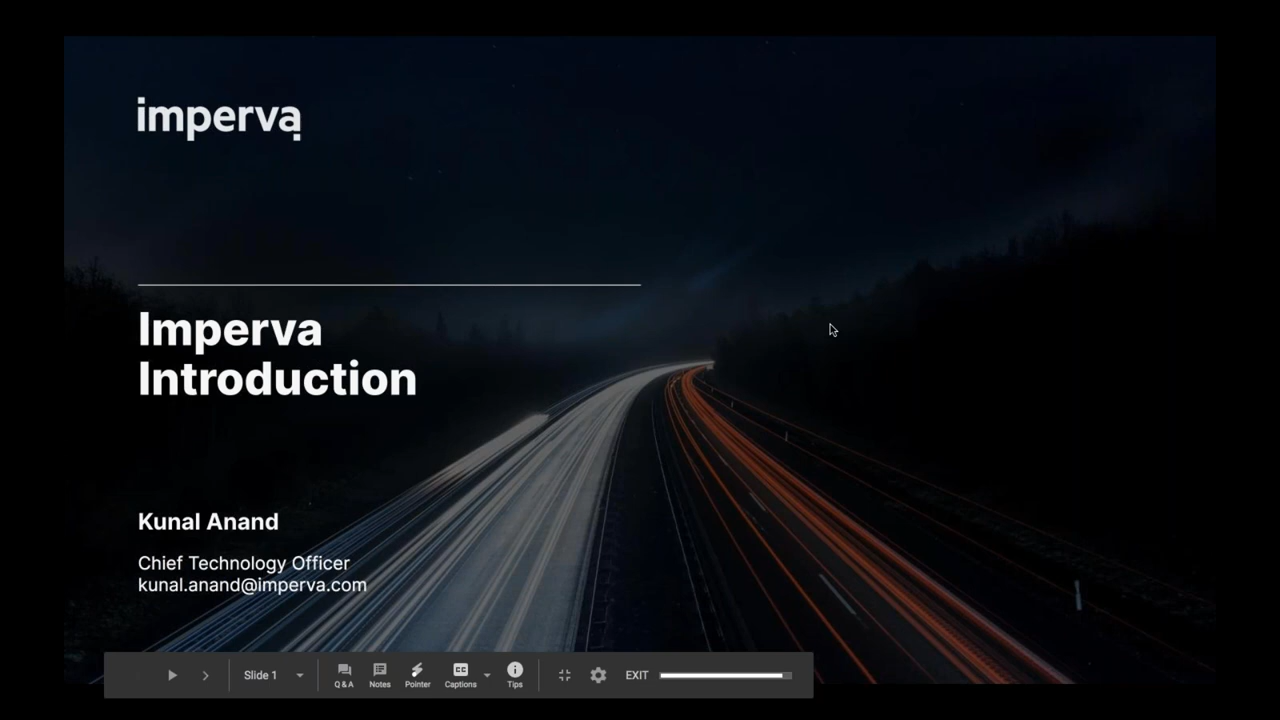 imperva
Imperva
Introduction
Kunal Anand
Chief Technology Officer
kunal.anand@imperva.com
Slide 1
Q & A
Notes
Pointer
CC
Captions
Tips
EXIT